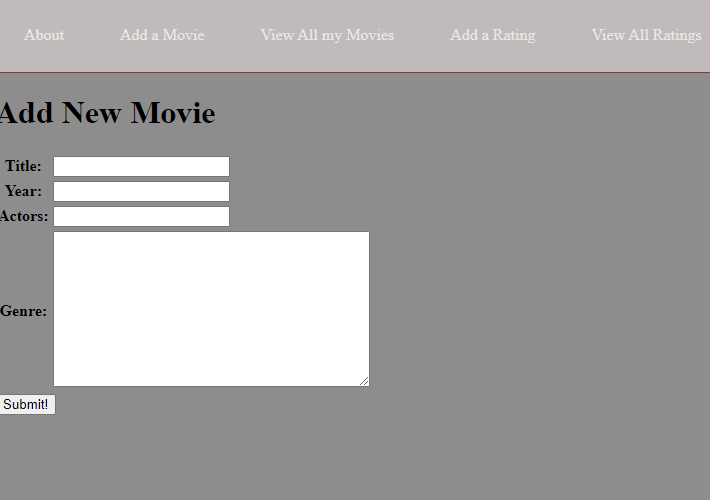 About Add a Movie View All my Movies Add a Rating View All Ratings
Add New Movie
Title:
Year:
Actors:
Genre:
Submit!